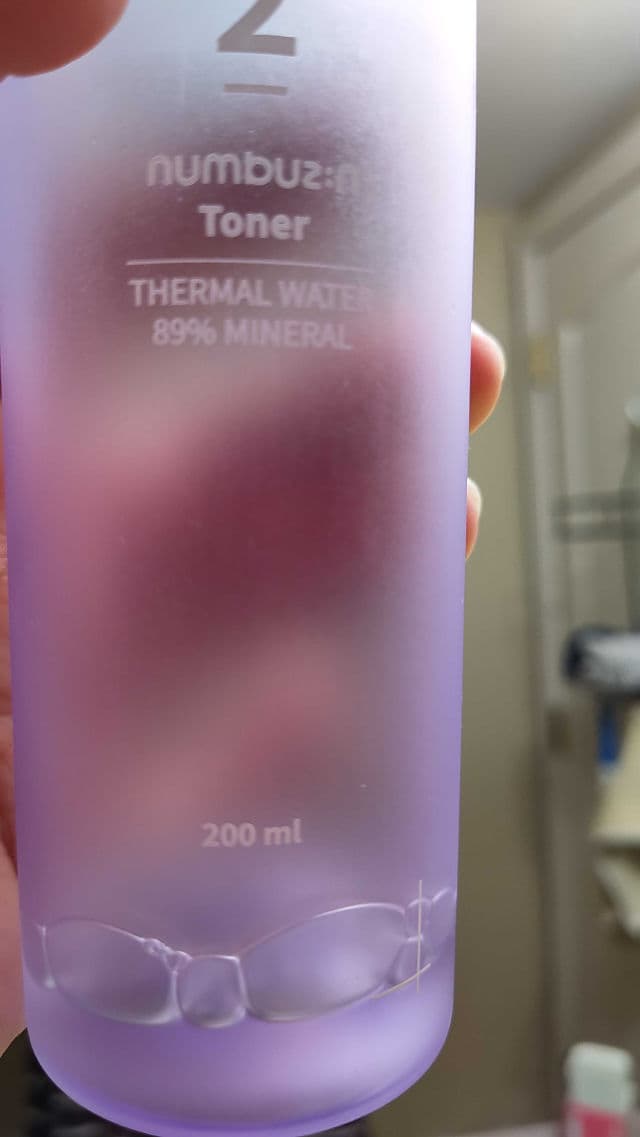 2
numbuz:n
Toner
THERMAL WATER
89% MINERAL
200 ml